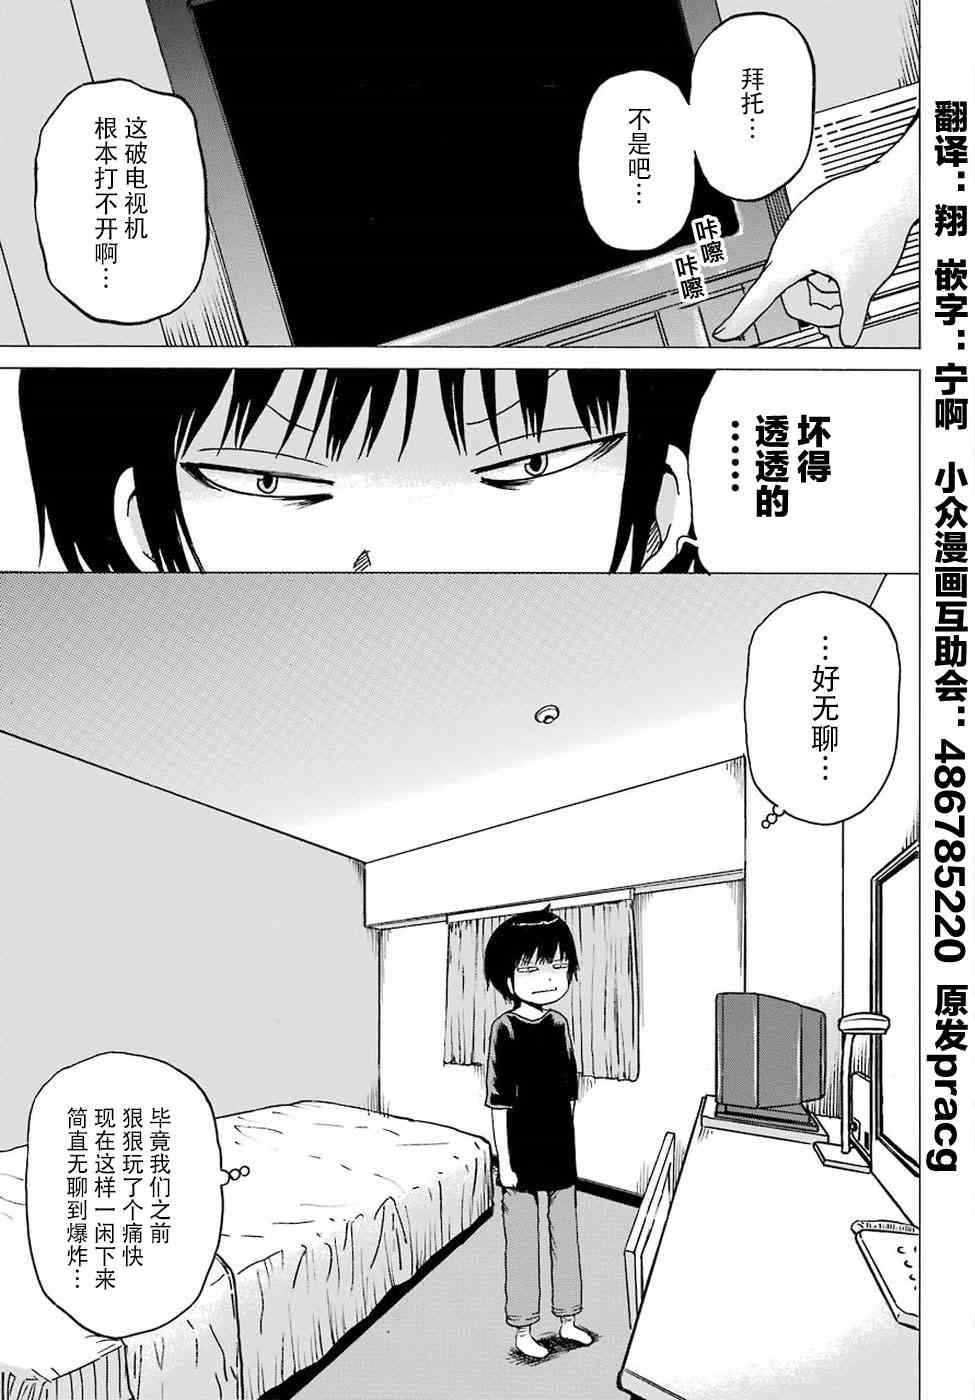 拜托…
不是吧…
咔嚓
咔嚓
这破电视机
根本打不开啊…
坏得
透透的
……
…好无聊…
毕竟我们之前
狠狠玩了个痛快
现在这样一闲下来
简直无聊到爆炸…
翻译：翔 嵌字：宁啊 小众漫画互助会：486785220 原发pracg